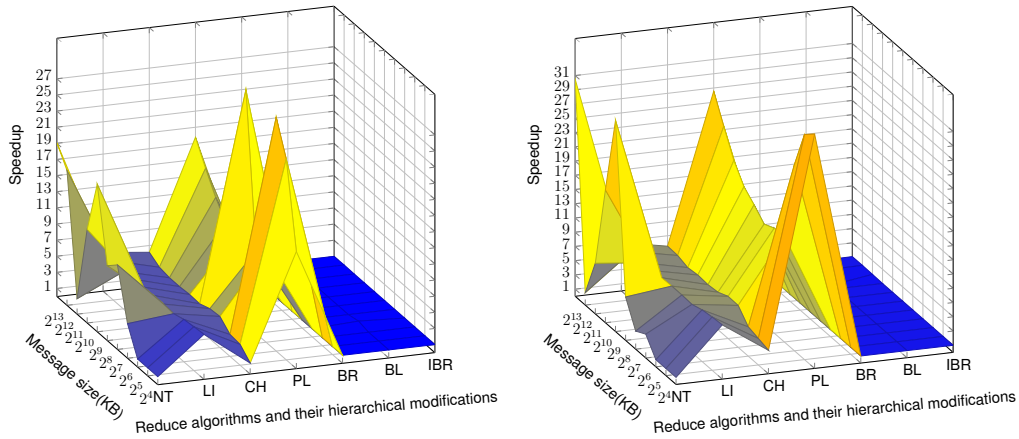 27
25
23
21
19
17
15
13
11
9
7
5
3
1
Speedup
2^13
2^12
2^11
2^10
2^9
2^8
2^7
2^6
2^5
2^4
Message size(KB)
NT
LI
CH
PL
BR
BL
IBR
Reduce algorithms and their hierarchical modifications
31
29
27
25
23
21
19
17
15
13
11
9
7
5
3
1
Speedup
2^13
2^12
2^11
2^10
2^9
2^8
2^7
2^6
2^5
2^4
Message size(KB)
NT
LI
CH
PL
BR
BL
IBR
Reduce algorithms and their hierarchical modifications